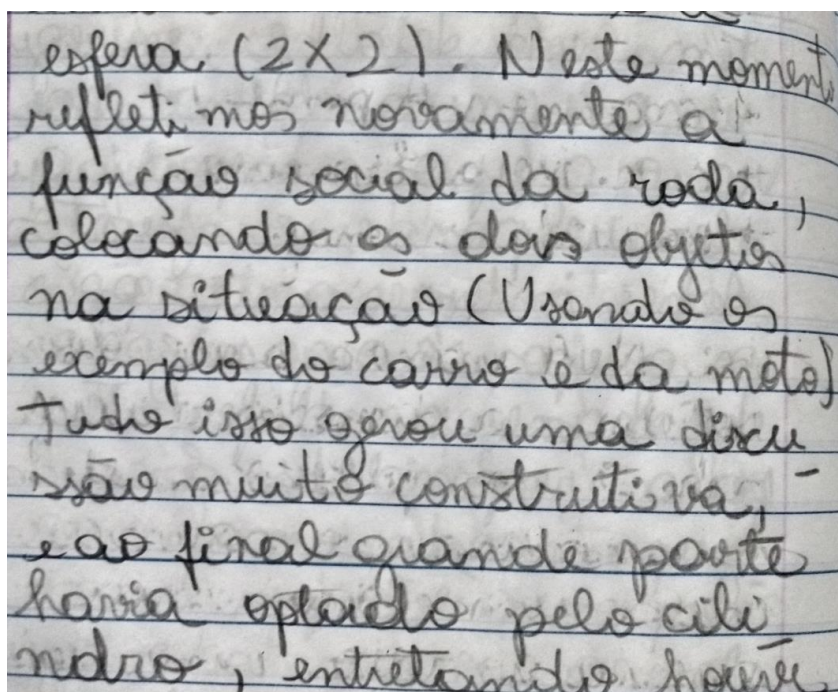 esfera (2x2). Neste moment
refletimos novamente a
função social da roda,
colocando os dois objetos
na situação (Usando os
exemplo do carro e da moto)
Tudo isso gerou uma discu
ssão muito construtiva,
e ao final grande parte
havia optado pelo cili
ndro, entretando houve